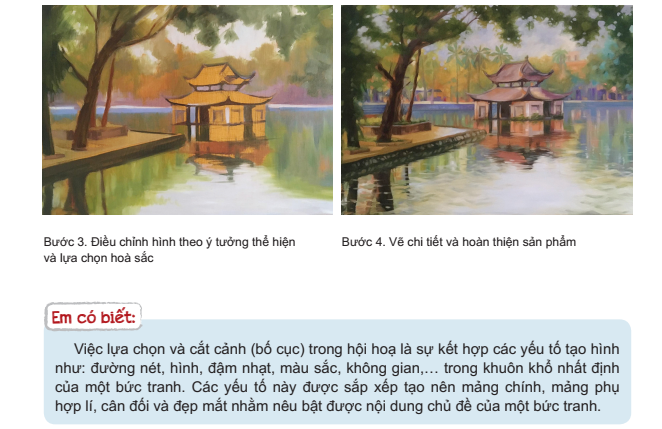 Bước 3. Điều chỉnh hình theo ý tưởng thể hiện
và lựa chọn hoà sắc
Bước 4. Vẽ chi tiết và hoàn thiện sản phẩm
Em có biết:
Việc lựa chọn và cắt cảnh (bố cục) trong hội hoạ là sự kết hợp các yếu tố tạo hình
như: đường nét, hình, đậm nhạt, màu sắc, không gian,... trong khuôn khổ nhất định
của một bức tranh. Các yếu tố này được sắp xếp tạo nên mảng chính, mảng phụ
hợp lí, cân đối và đẹp mắt nhằm nêu bật được nội dung chủ đề của một bức tranh.